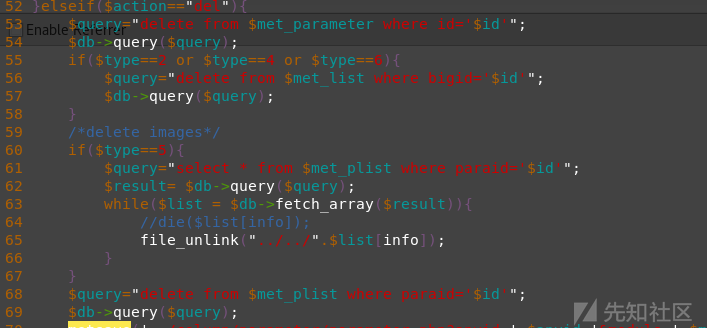 52 }elseif($action=="del"){
53 $query="delete from $met_parameter where id='$id'";
Enable Referrer
54 $db->query($query);
55 if($type==2 or $type==4 or $type==6){
56 $query="delete from $met_list where bigid='$id'";
57 $db->query($query);
58 }
59 /*delete images*/
60 if($type==5){
61 $query="select * from $met_plist where paraid='$id'";
62 $result= $db->query($query);
63 while($list = $db->fetch_array($result)){
64 //die($list[info]);
65 file_unlink("../../".$list[info]);
66 }
67 }
68 $query="delete from $met_plist where paraid='$id'";
69 $db->query($query);
先知社区